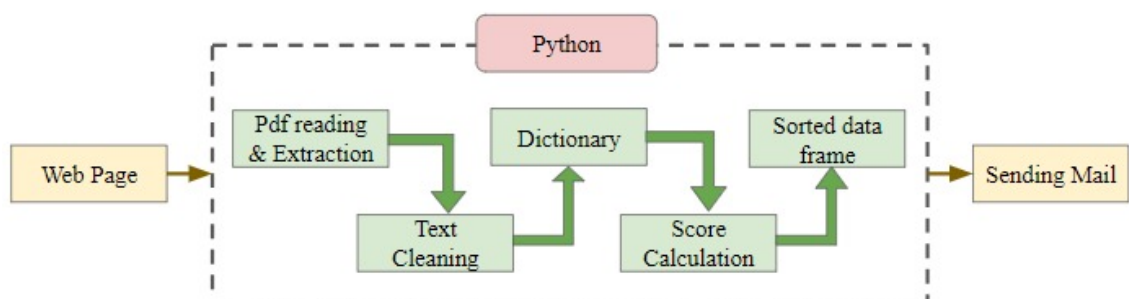 Python
Pdf reading
& Extraction
Dictionary
Sorted data
frame
Web Page
Sending Mail
Text
Cleaning
Score
Calculation